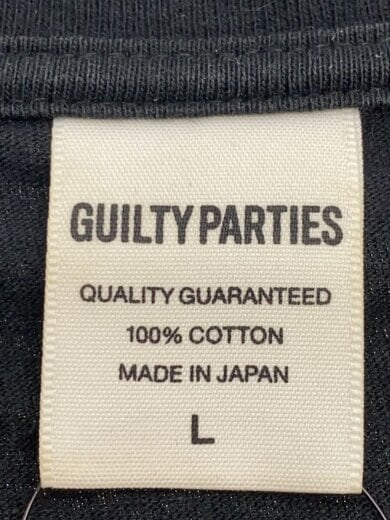 GUILTY PARTIES
QUALITY GUARANTEED
100% COTTON
MADE IN JAPAN
L